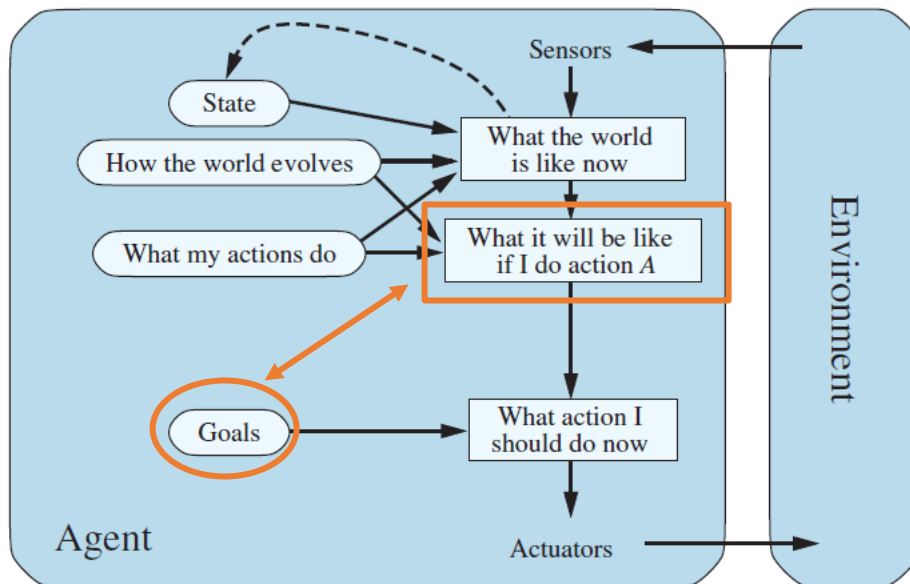 Sensors
State
What the world
is like now
How the world evolves
What it will be like
if I do action A
What my actions do
Environment
Goals
What action I
should do now
Agent
Actuators